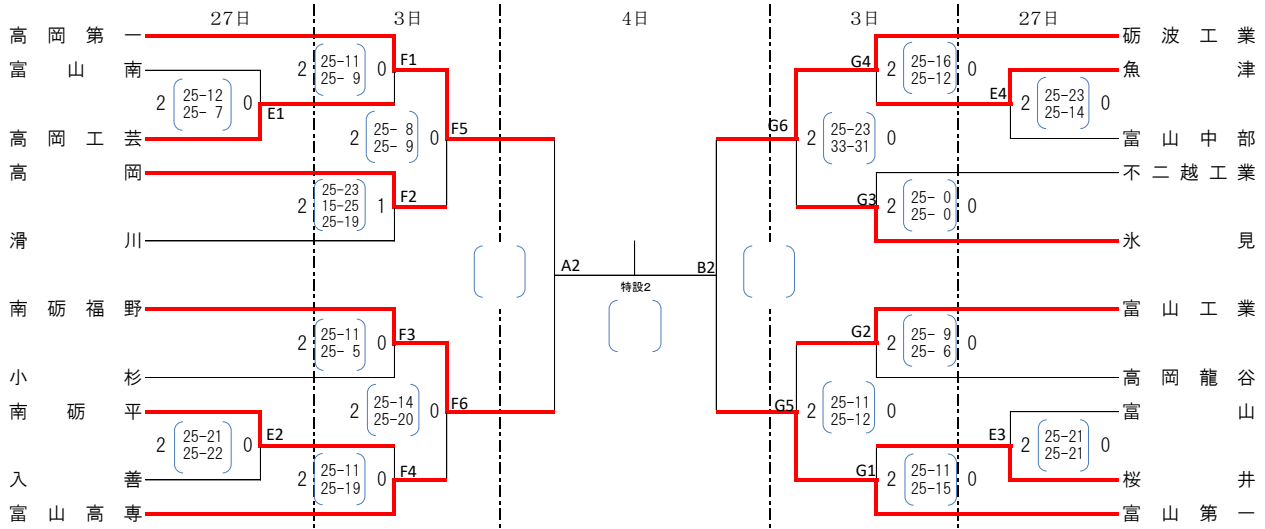 27日 3日 4日 3日 27日
高岡第一 砺波工業
2 25-11 0 F1 G4 2 25-16 0
25- 9 25-12
富山南 魚津
2 25-12 0 E1 E4 2 25-23 0
25- 7 25-14
高岡工芸 富山中部
2 25- 8 0 F5 G6 2 25-23 0
25- 9 33-31
高岡 不二越工業
2 25-23 1 F2 G3 2 25- 0 0
15-25 25- 0
25-19
滑川 氷見
A2 B2
特設2
南砺福野 富山工業
2 25-11 0 F3 G2 2 25- 9 0
25- 5 25- 6
小杉 高岡龍谷
2 25-14 0 F6 G5 2 25-11 0
25-20 25-12
南砺平 富山
2 25-21 0 E2 E3 2 25-21 0
25-22 25-21
入善 桜井
2 25-11 0 F4 G1 2 25-11 0
25-19 25-15
富山高専 富山第一